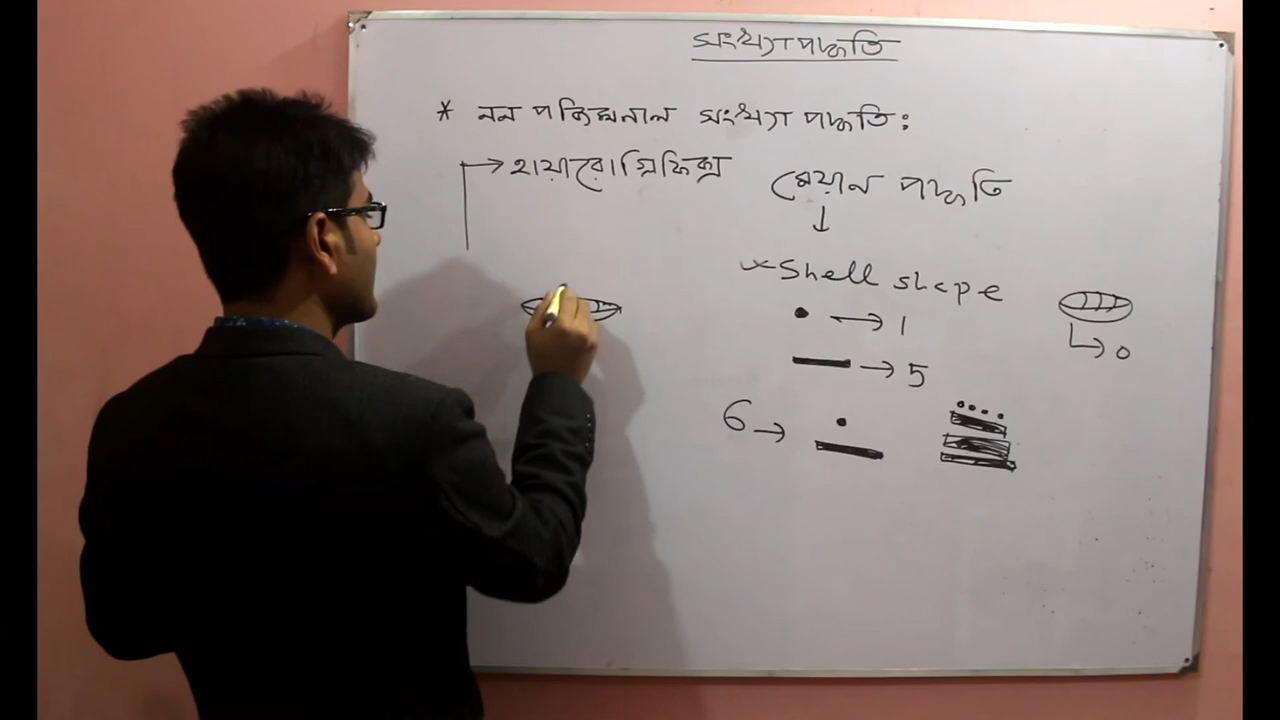 সংখ্যাপদ্ধতি
* নন পজিশনাল সংখ্যা পদ্ধতি:
→ হায়ারোগ্লিফিক্স
মেয়ান পদ্ধতি
↓
Shell shape
• → 1
→ 5
↳ 0
6 →